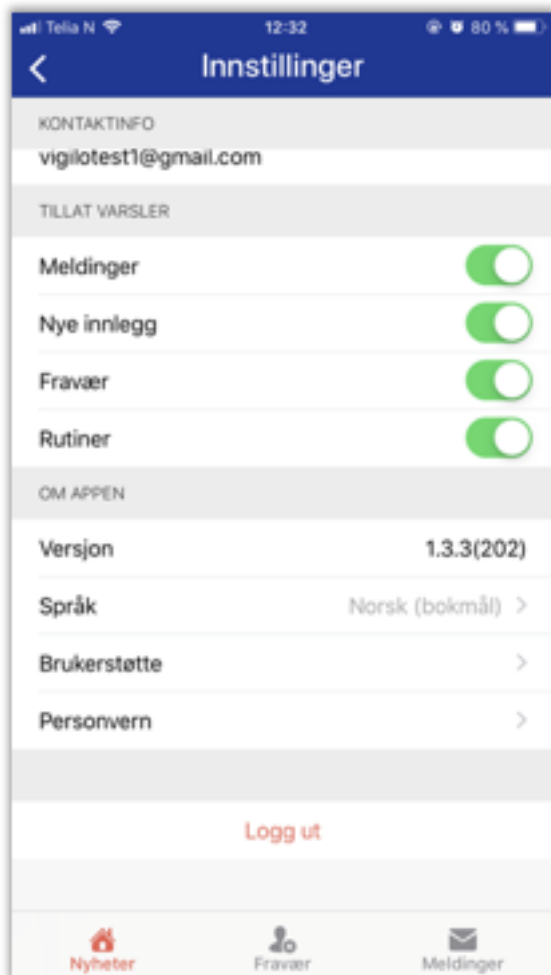 Telia N 12:32 80 %
Innstillinger
KONTAKTINFO
vigilotest1@gmail.com
TILLAT VARSLER
Meldinger
Nye innlegg
Fravær
Rutiner
OM APPEN
Versjon 1.3.3(202)
Språk Norsk (bokmål)
Brukerstøtte
Personvern
Logg ut
Nyheter Fravær Meldinger